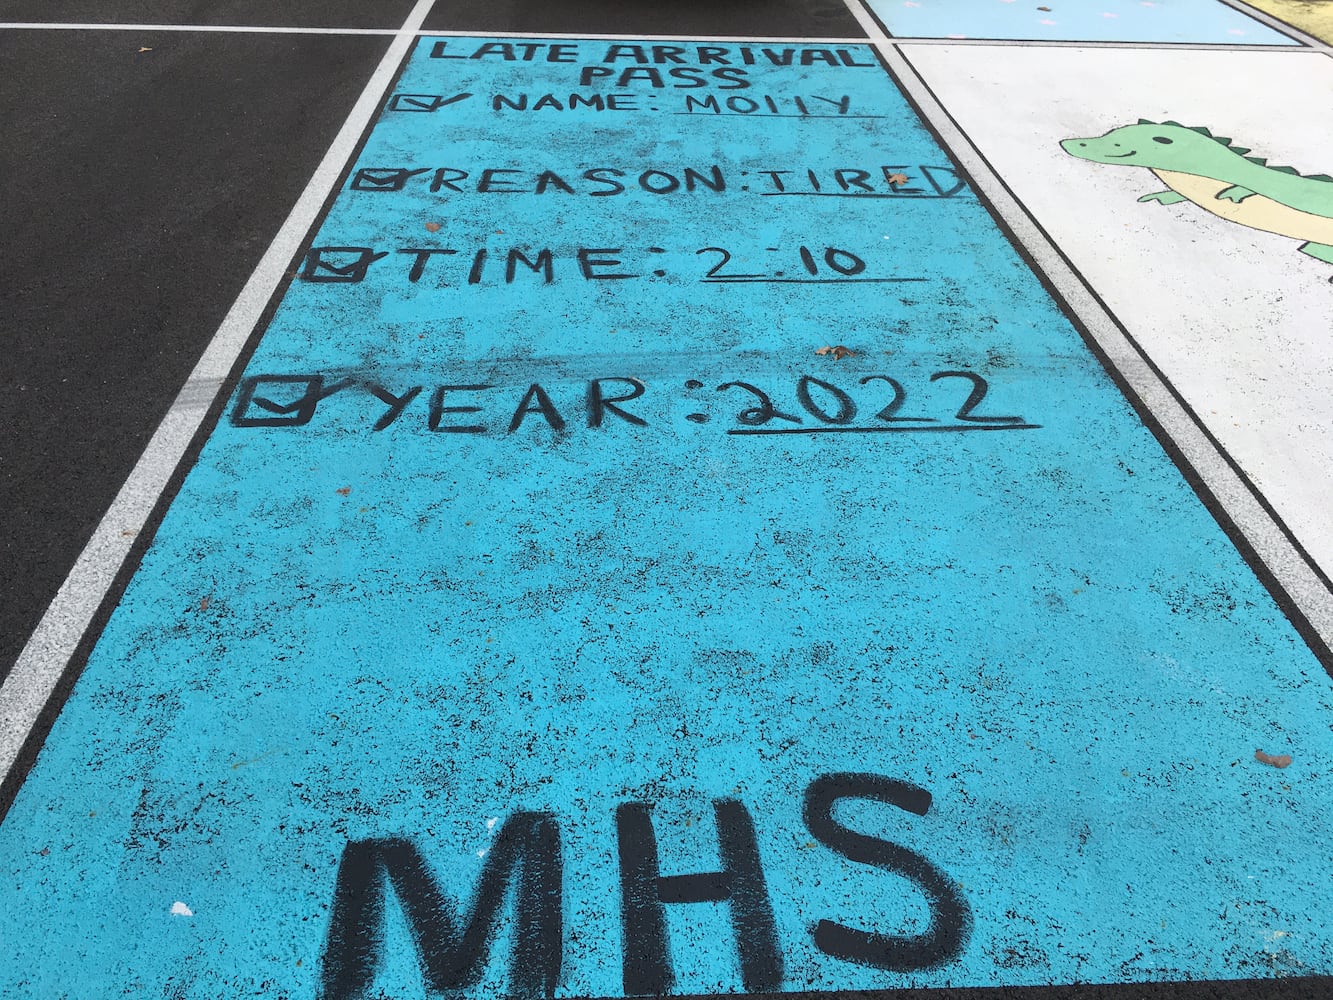 LATE ARRIVAL
PASS
NAME: MOLLY
REASON: TIRED
TIME: 2:10
YEAR: 2022
MHS